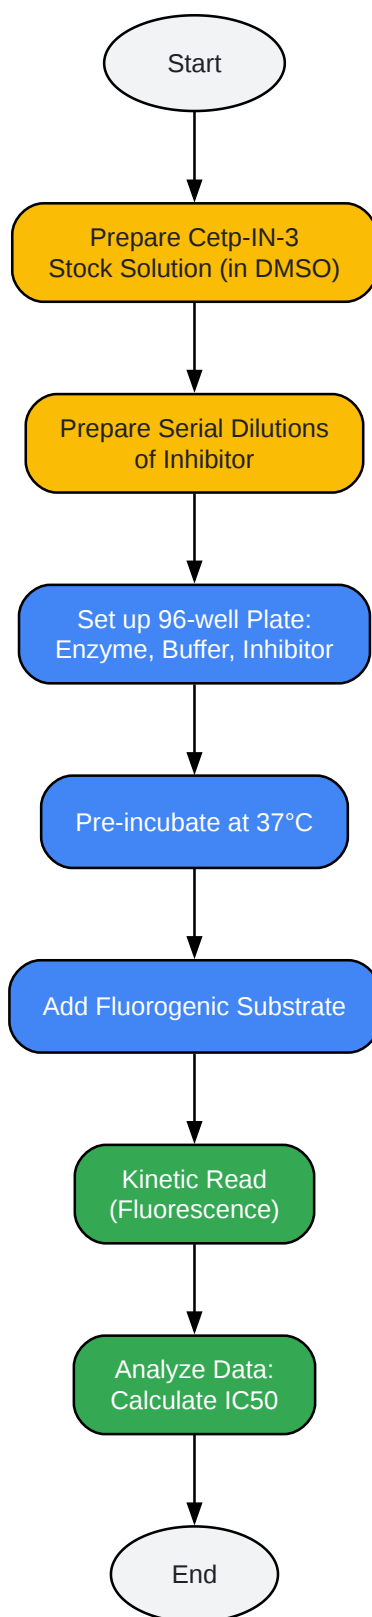 Start
Prepare Cetp-IN-3
Stock Solution (in DMSO)
Prepare Serial Dilutions
of Inhibitor
Set up 96-well Plate:
Enzyme, Buffer, Inhibitor
Pre-incubate at 37°C
Add Fluorogenic Substrate
Kinetic Read
(Fluorescence)
Analyze Data:
Calculate IC50
End